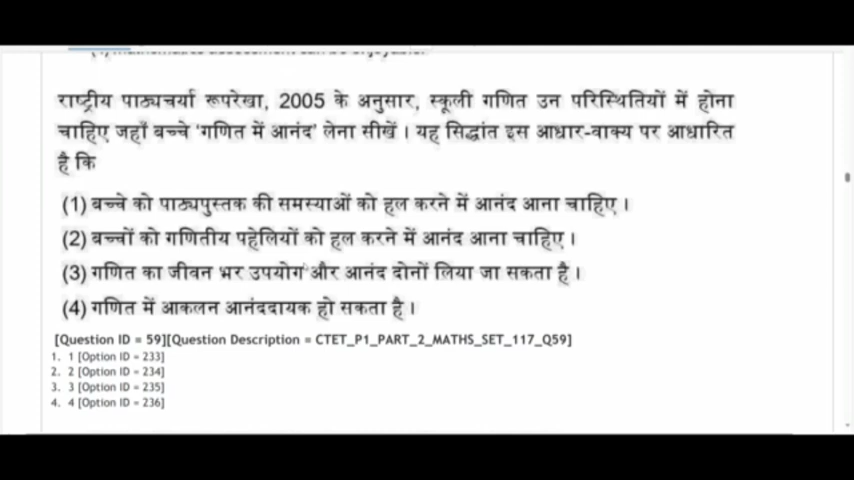 राष्ट्रीय पाठ्यचर्या रूपरेखा, 2005 के अनुसार, स्कूली गणित उन परिस्थितियों में होना
चाहिए जहाँ बच्चे 'गणित में आनंद' लेना सीखें । यह सिद्धांत इस आधार-वाक्य पर आधारित
है कि
(1) बच्चे को पाठ्यपुस्तक की समस्याओं को हल करने में आनंद आना चाहिए ।
(2) बच्चों को गणितीय पहेलियों को हल करने में आनंद आना चाहिए ।
(3) गणित का जीवन भर उपयोग और आनंद दोनों लिया जा सकता है ।
(4) गणित में आकलन आनंददायक हो सकता है ।
[Question ID = 59][Question Description = CTET_P1_PART_2_MATHS_SET_117_Q59]
1. 1 [Option ID = 233]
2. 2 [Option ID = 234]
3. 3 [Option ID = 235]
4. 4 [Option ID = 236]